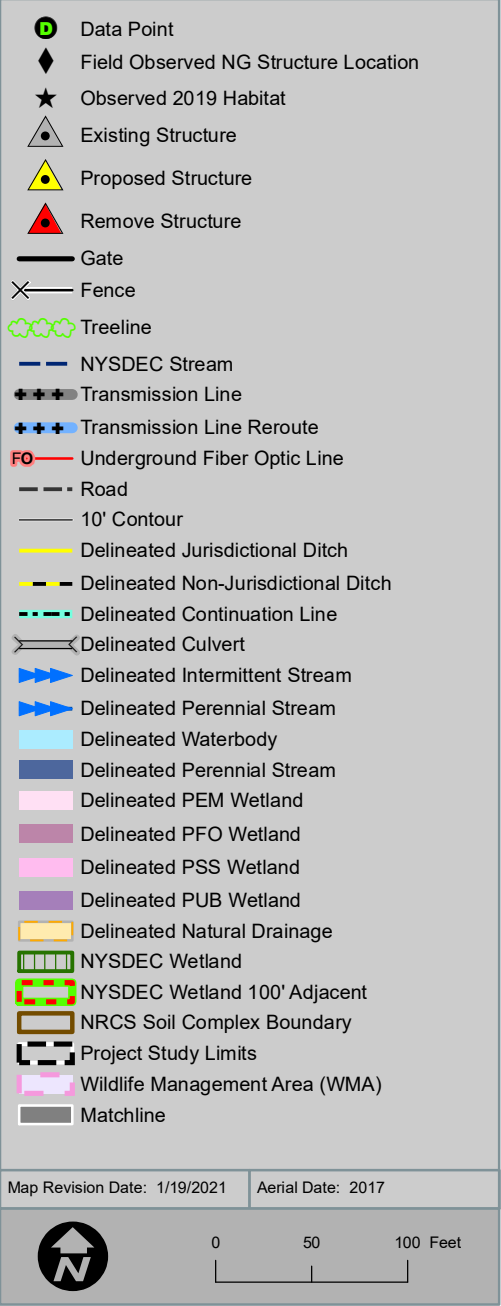 D Data Point
Field Observed NG Structure Location
Observed 2019 Habitat
Existing Structure
Proposed Structure
Remove Structure
Gate
Fence
Treeline
NYSDEC Stream
Transmission Line
Transmission Line Reroute
FO Underground Fiber Optic Line
Road
10' Contour
Delineated Jurisdictional Ditch
Delineated Non-Jurisdictional Ditch
Delineated Continuation Line
Delineated Culvert
Delineated Intermittent Stream
Delineated Perennial Stream
Delineated Waterbody
Delineated Perennial Stream
Delineated PEM Wetland
Delineated PFO Wetland
Delineated PSS Wetland
Delineated PUB Wetland
Delineated Natural Drainage
NYSDEC Wetland
NYSDEC Wetland 100' Adjacent
NRCS Soil Complex Boundary
Project Study Limits
Wildlife Management Area (WMA)
Matchline
Map Revision Date: 1/19/2021 Aerial Date: 2017
N 0 50 100 Feet